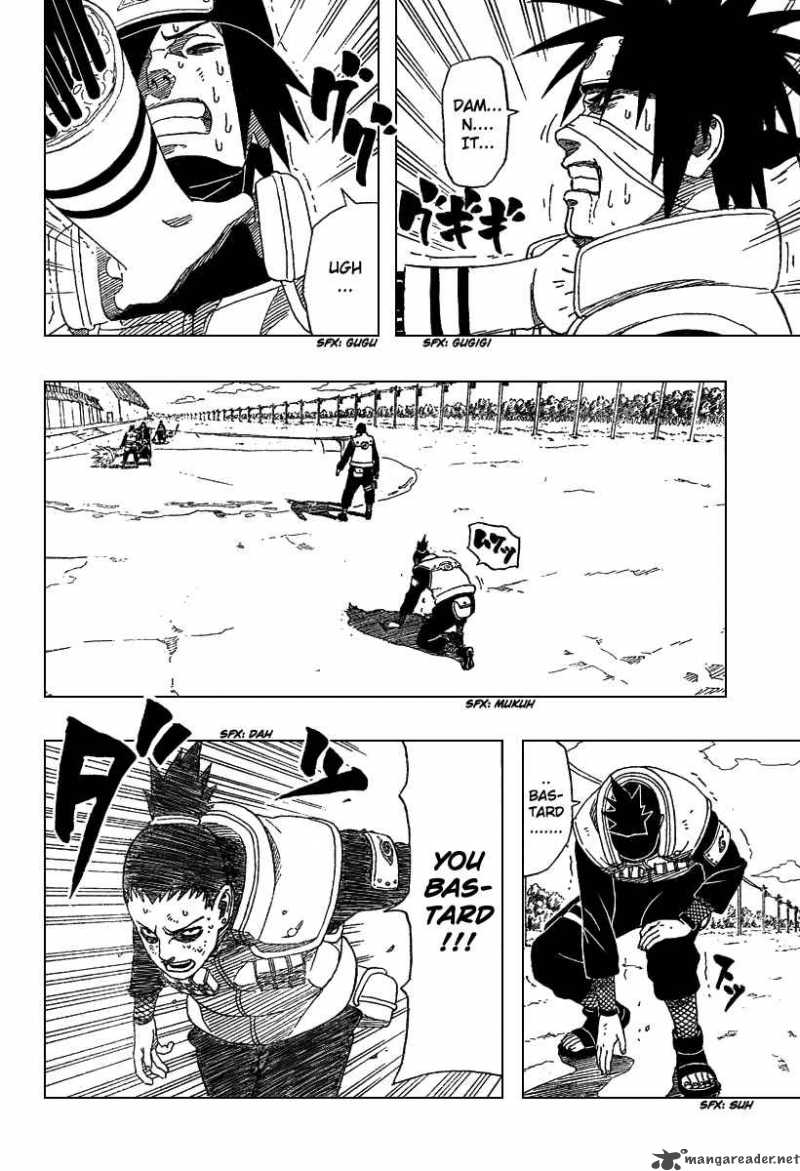 DAM-
N....
IT...
グギギ
SFX: GUGIGI
グググ
UGH
...
SFX: GUGU
ムクッ
SFX: MUKUH
..
BAS-
TARD
.......
スッ
SFX: SUH
YOU
BAS-
TARD
!!!
ダッ
SFX: DAH
mangareader.net